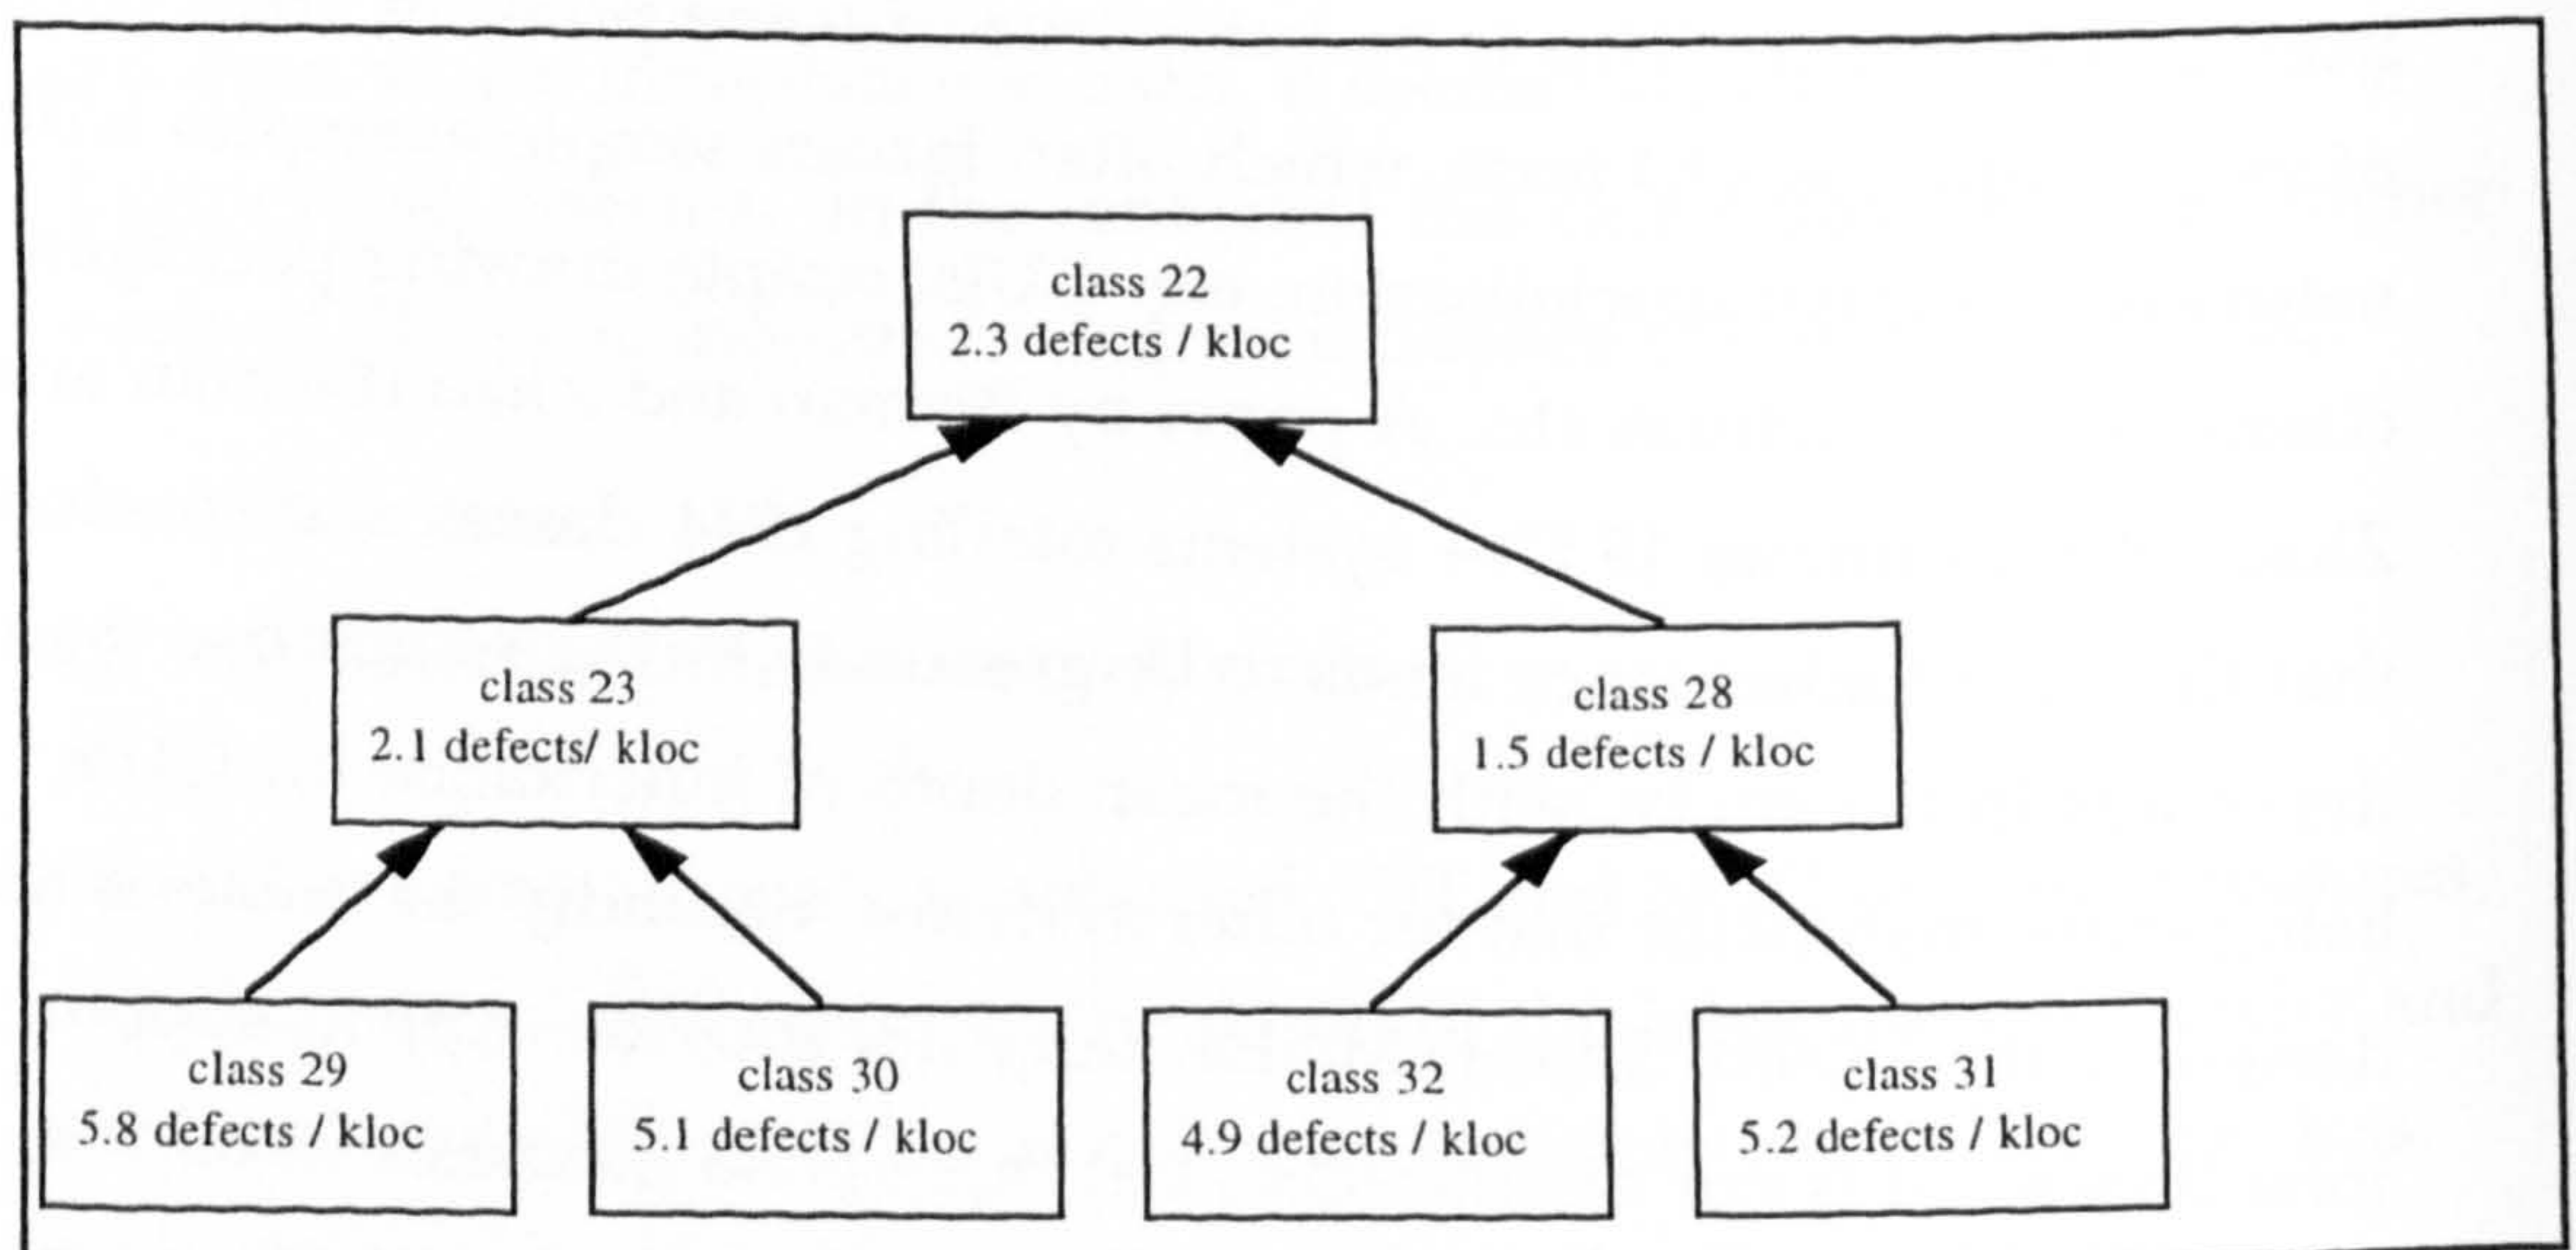 class 22
2.3 defects / kloc
class 23
2.1 defects/ kloc
class 28
1.5 defects / kloc
class 29
5.8 defects / kloc
class 30
5.1 defects / kloc
class 32
4.9 defects / kloc
class 31
5.2 defects / kloc